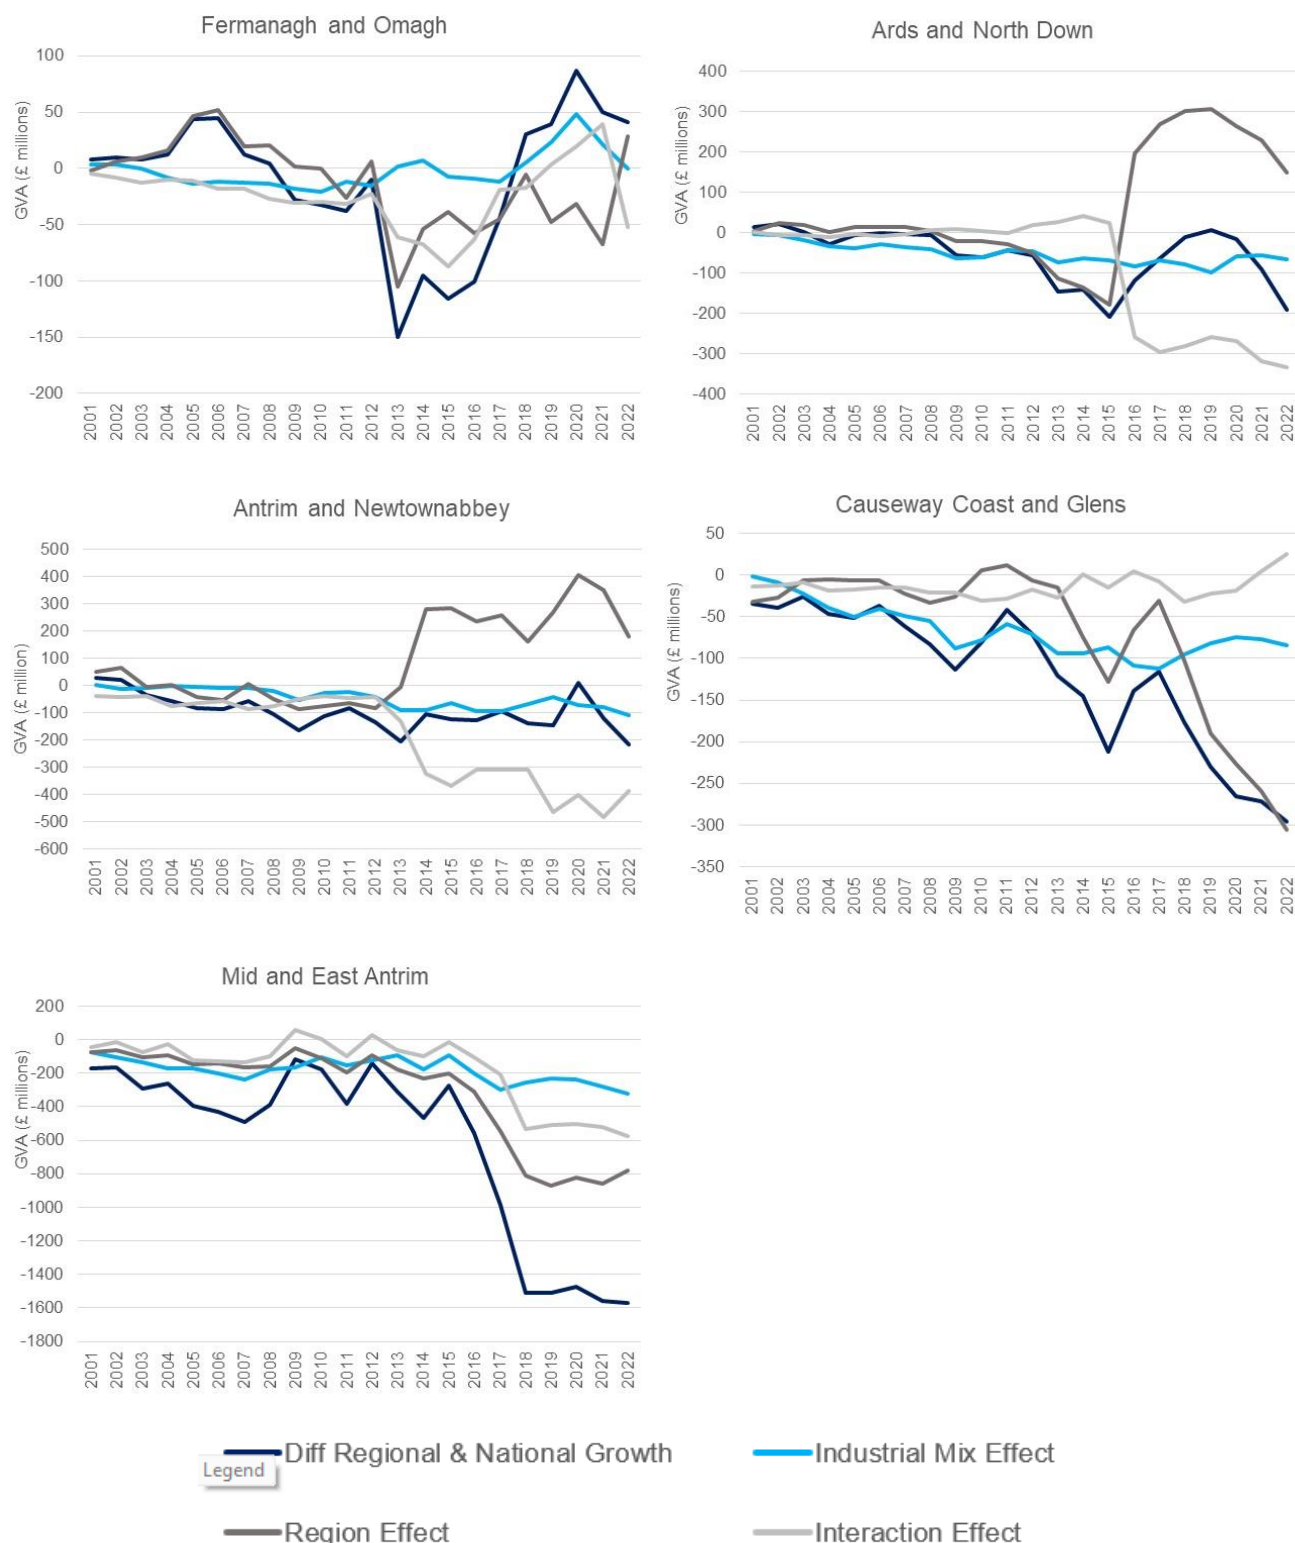 Fermanagh and Omagh
GVA (£ millions)
100
50
0
-50
-100
-150
-200
2001 2002 2003 2004 2005 2006 2007 2008 2009 2010 2011 2012 2013 2014 2015 2016 2017 2018 2019 2020 2021 2022
Ards and North Down
GVA (£ millions)
400
300
200
100
0
-100
-200
-300
-400
2001 2002 2003 2004 2005 2006 2007 2008 2009 2010 2011 2012 2013 2014 2015 2016 2017 2018 2019 2020 2021 2022
Antrim and Newtownabbey
GVA (£ million)
500
400
300
200
100
0
-100
-200
-300
-400
-500
-600
2001 2002 2003 2004 2005 2006 2007 2008 2009 2010 2011 2012 2013 2014 2015 2016 2017 2018 2019 2020 2021 2022
Causeway Coast and Glens
GVA (£ millions)
50
0
-50
-100
-150
-200
-250
-300
-350
2001 2002 2003 2004 2005 2006 2007 2008 2009 2010 2011 2012 2013 2014 2015 2016 2017 2018 2019 2020 2021 2022
Mid and East Antrim
GVA (£ millions)
200
0
-200
-400
-600
-800
-1000
-1200
-1400
-1600
-1800
2001 2002 2003 2004 2005 2006 2007 2008 2009 2010 2011 2012 2013 2014 2015 2016 2017 2018 2019 2020 2021 2022
Diff Regional & National Growth
Industrial Mix Effect
Legend
Region Effect
Interaction Effect